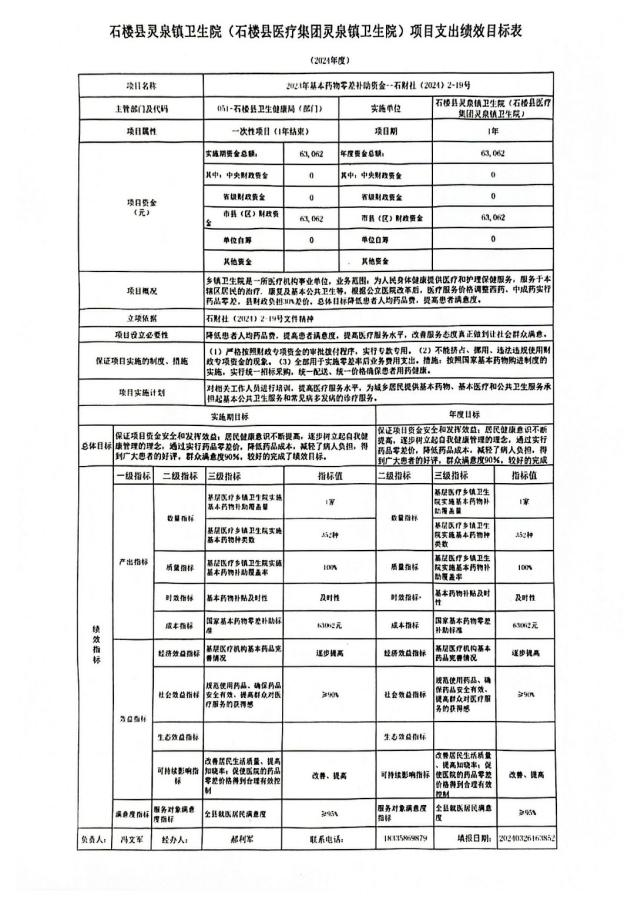 石楼县灵泉镇卫生院（石楼县医疗集团灵泉镇卫生院）项目支出绩效目标表
（2024年度）
项目名称 2023年基本药物零差补助资金--石财社（2024）2-19号
主管部门及代码 051-石楼县卫生健康局（部门） 实施单位 石楼县灵泉镇卫生院（石楼县医疗
集团灵泉镇卫生院）
项目属性 一次性项目（1年结束） 项目期 1年
项目资金
（元）
实施期资金总额： 63,062 年度资金总额： 63,062
其中：中央财政资金 0 其中：中央财政资金 0
省级财政资金 0 省级财政资金 0
市县（区）财政资
金 63,062 市县（区）财政资金 63,062
单位自筹 0 单位自筹 0
其他资金 其他资金
项目概况
乡镇卫生院是一所医疗机构事业单位，业务范围：为人民身体健康提供医疗和护理保健服务，服务于本
辖区居民的治疗、康复及基本公共卫生等，根据公立医院改革后，医疗服务价格调整西药、中成药实行
药品零差，县财政负担30%差价。总体目标降低患者人均药品费，提高患者满意度。
立项依据 石财社（2024）2-19号文件精神
项目设立必要性 降低患者人均药品费，提高患者满意度，提高医疗服务水平，改善服务态度真正做到让社会群众满意。
保证项目实施的制度、措施
（1）严格按照财政专项资金的审批拨付程序，实行专款专用。（2）不能挤占、挪用、违法违规使用财
政专项资金的现象。（3）全部用于实施零差率后业务费用支出。措施：按照国家基本药物购进制度的
实施，实行统一招标采购，统一配送、统一价格确保患者用药健康。
项目实施计划
对相关工作人员进行培训，提高医疗服务水平，为城乡居民提供基本药物、基本医疗和公共卫生服务承
担起基本公共卫生服务和常见病多发病的诊疗服务。
实施期目标 年度目标
总体目标
保证项目资金安全和发挥效益；居民健康意识不断提高，逐步树立起自我健
康管理的理念，通过实行药品零差价，降低药品成本，减轻了病人负担，得
到广大患者的好评，群众满意度90%，较好的完成了绩效目标。
保证项目资金安全和发挥效益；居民健康意识不断
提高，逐步树立起自我健康管理的理念，通过实行
药品零差价，降低药品成本，减轻了病人负担，得
到广大患者的好评，群众满意度90%，较好的完成
绩效指标
一级指标 二级指标 三级指标 指标值 二级指标 三级指标 指标值
产出指标
数量指标
基层医疗乡镇卫生院实施
基本药物补助覆盖量 1家
数量指标
基层医疗乡镇卫生
院实施基本药物补
助覆盖量 1家
基层医疗乡镇卫生院实施
基本药物种类数 352种
基层医疗乡镇卫生
院实施基本药物种
类数 352种
质量指标
基层医疗乡镇卫生院实施
基本药物补助覆盖率 100%
质量指标
基层医疗乡镇卫生
院实施基本药物补
助覆盖率 100%
时效指标 基本药物补贴及时性 及时性
时效指标
基本药物补贴及时
性 及时性
成本指标
国家基本药物零差补助标
准 63062元
成本指标
国家基本药物零差
补助标准 63062元
效益指标
经济效益指标
基层医疗机构基本药品完
善情况 逐步提高
经济效益指标
基层医疗机构基本
药品完善情况 逐步提高
社会效益指标
规范使用药品、确保药品
安全有效、提高群众对医疗
服务的获得感 ≥90%
社会效益指标
规范使用药品、确
保药品安全有效、
提高群众对医疗服
务的获得感 ≥90%
生态效益指标 生态效益指标
可持续影响指
标
改善居民生活质量、提高
知晓率；促使医院的药品零
差价格得到合理有效控
制 改善、提高
可持续影响指标
改善居民生活质量
、提高知晓率；促
使医院的药品零差
价格得到合理有效
控制 改善、提高
满意度指标
服务对象满意
度指标 全县就医居民满意度 ≥95%
服务对象满意度
指标
全县就医居民满意
度 ≥95%
负责人： 冯文军 经办人： 郝利军 联系电话： 18335869879 填报日期： 20240326163852